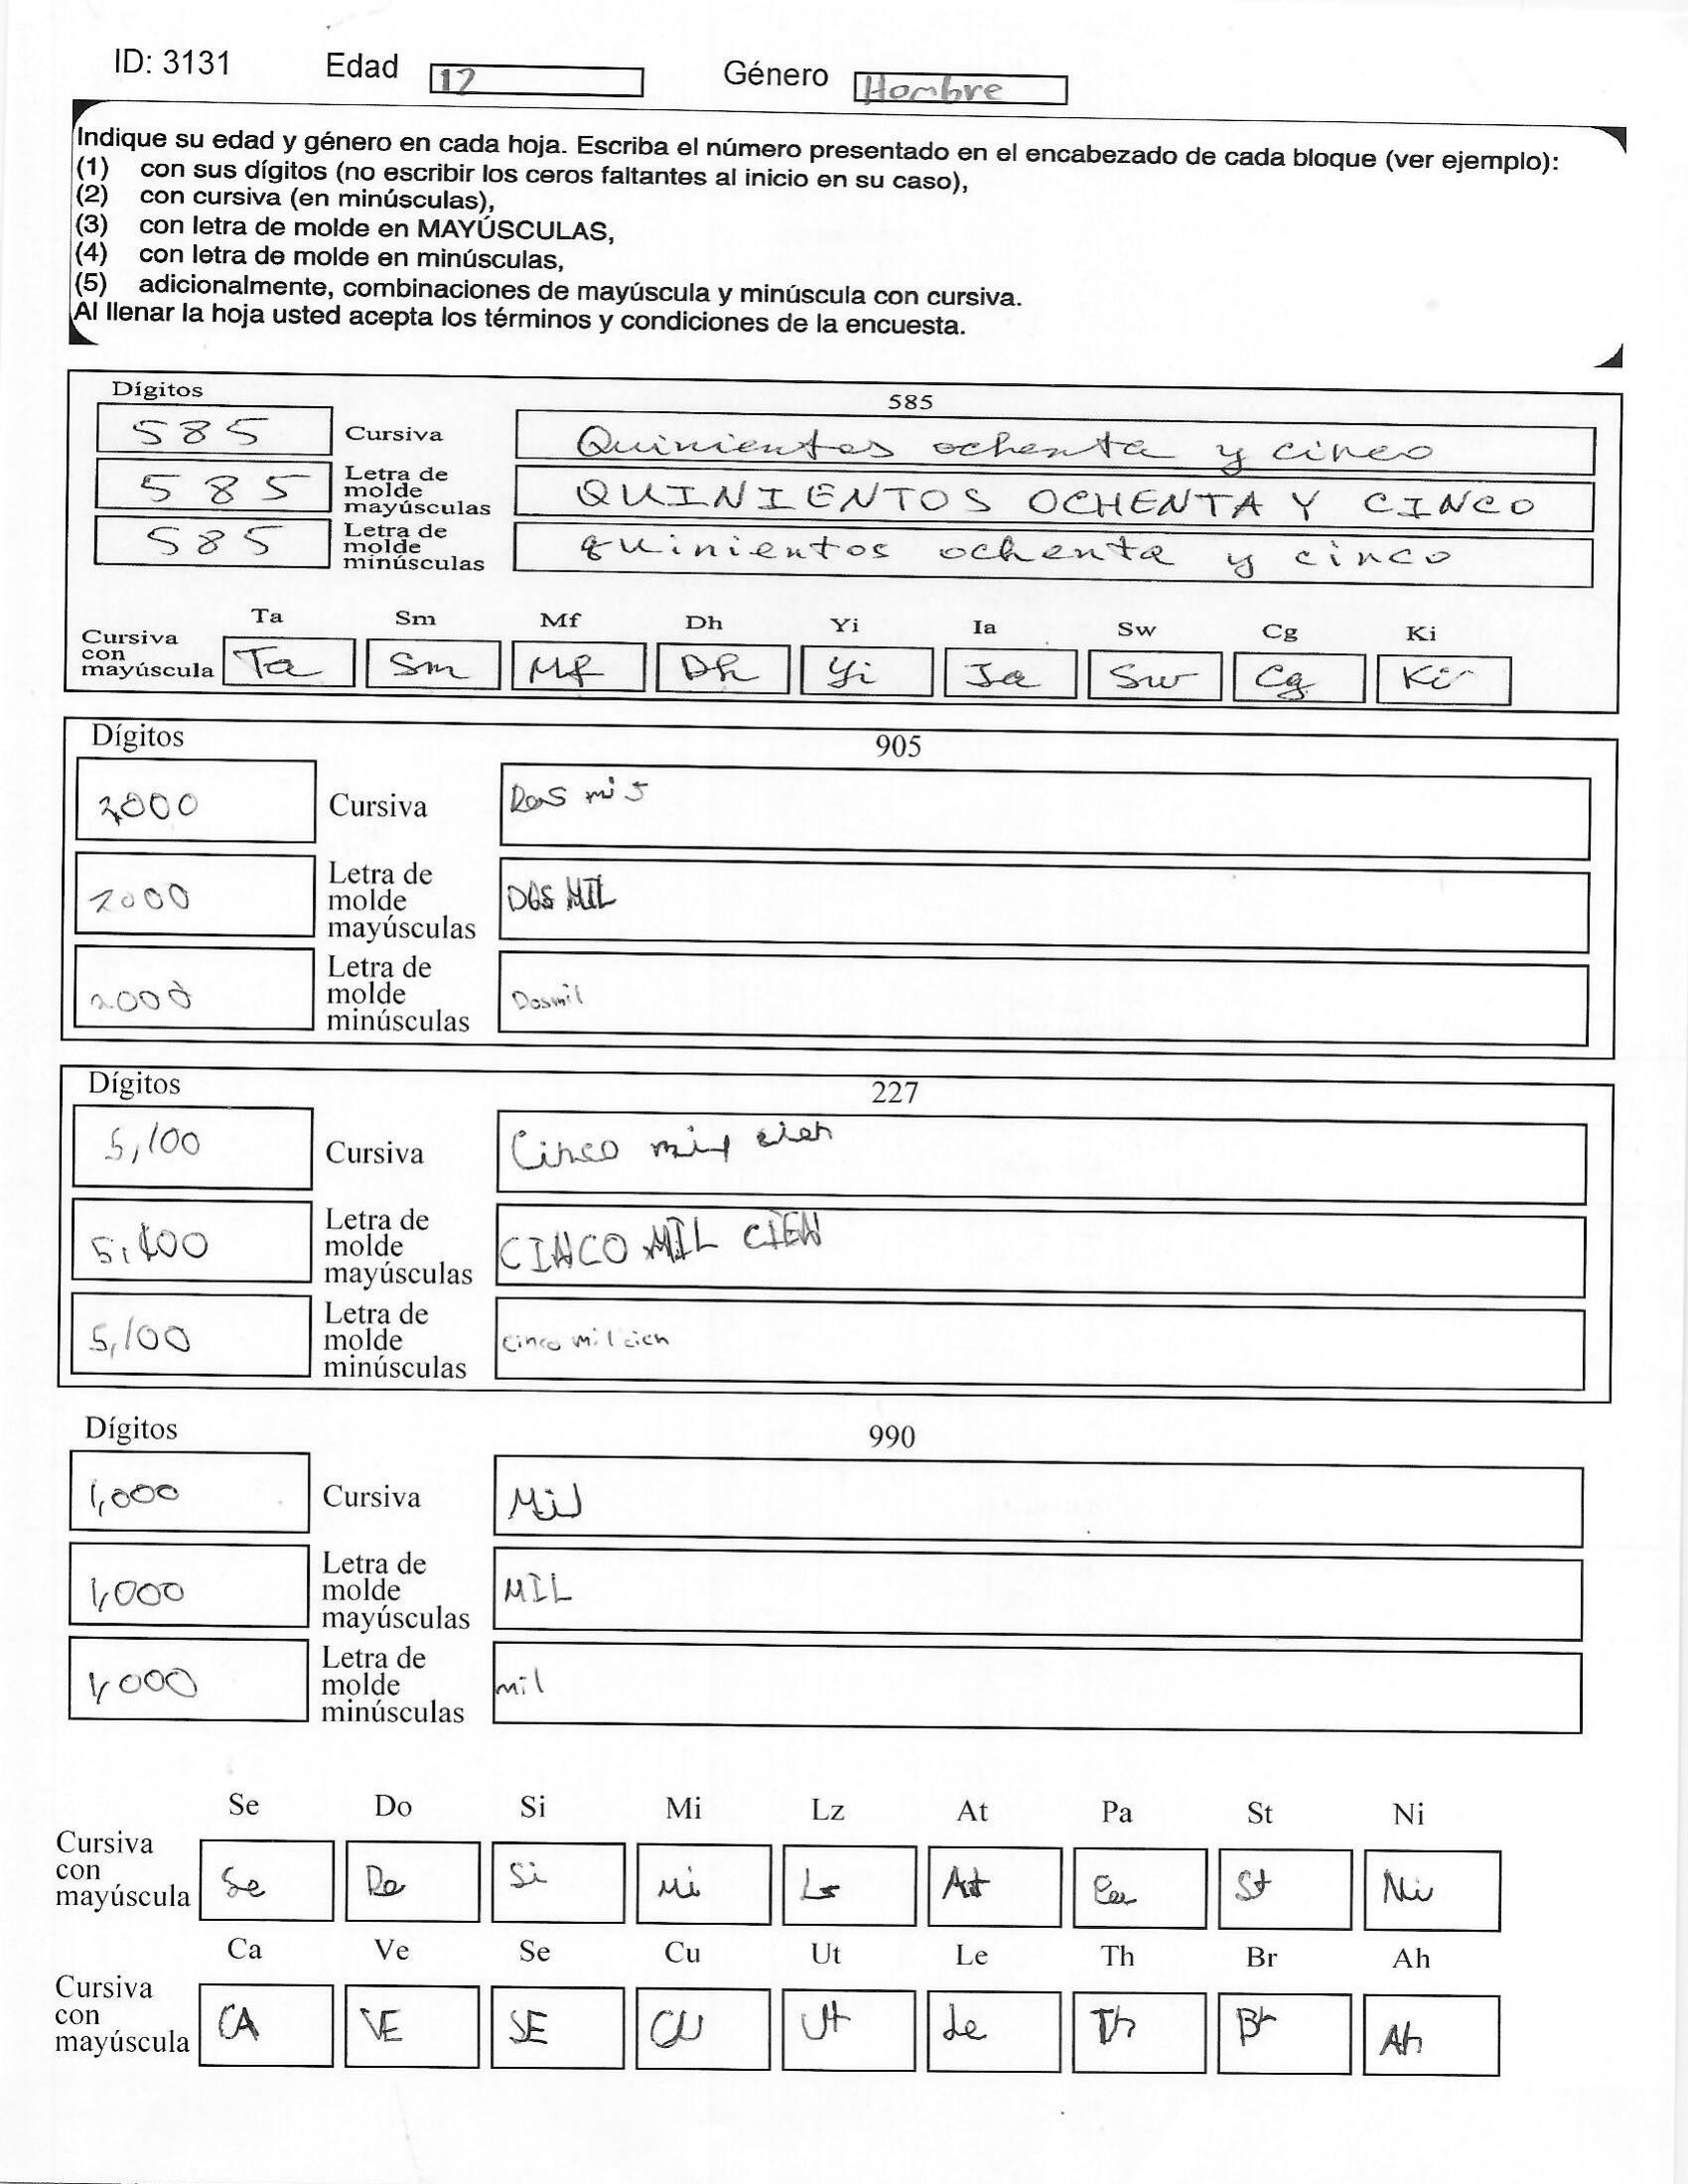 ID: 3131 Edad 12 Género Hombre
Indique su edad y género en cada hoja. Escriba el número presentado en el encabezado de cada bloque (ver ejemplo):
(1) con sus dígitos (no escribir los ceros faltantes al inicio en su caso),
(2) con cursiva (en minúsculas),
(3) con letra de molde en MAYÚSCULAS,
(4) con letra de molde en minúsculas,
(5) adicionalmente, combinaciones de mayúscula y minúscula con cursiva.
Al llenar la hoja usted acepta los términos y condiciones de la encuesta.
Dígitos 585
585 Cursiva Quinientos ochenta y cinco
585 Letra de molde mayúsculas QUINIENTOS OCHENTA Y CINCO
585 Letra de molde minúsculas quinientos ochenta y cinco
Ta Sm Mf Dh Yi Ia Sw Cg Ki
Cursiva con mayúscula Ta Sm Mf Dh Yi Ia Sw Cg Ki
Dígitos 905
2000 Cursiva Dos mil
2000 Letra de molde mayúsculas DOS MIL
2000 Letra de molde minúsculas Dosmil
Dígitos 227
5,100 Cursiva Cinco mil cien
5,100 Letra de molde mayúsculas CINCO MIL CIEN
5,100 Letra de molde minúsculas cinco mil cien
Dígitos 990
1,000 Cursiva Mil
1,000 Letra de molde mayúsculas MIL
1,000 Letra de molde minúsculas mil
Se Do Si Mi Lz At Pa St Ni
Cursiva con mayúscula Se Do Si Mi Lz At Pa St Ni
Ca Ve Se Cu Ut Le Th Br Ah
Cursiva con mayúscula CA VE SE CU Ut Le Th Br Ah